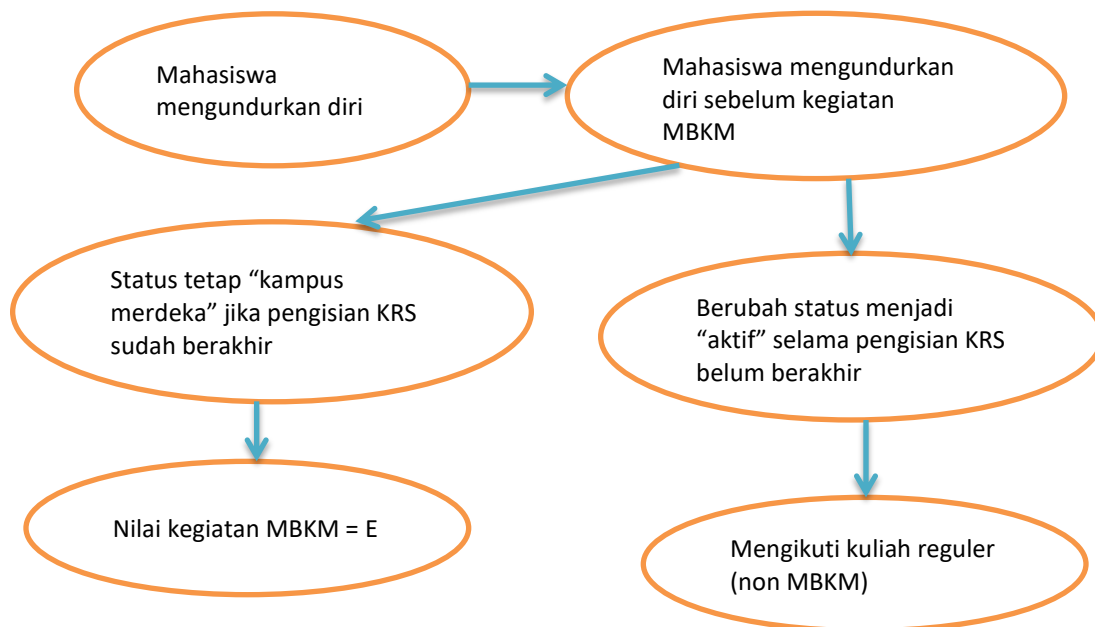 Mahasiswa
mengundurkan diri
Mahasiswa mengundurkan
diri sebelum kegiatan
MBKM
Status tetap “kampus
merdeka” jika pengisian KRS
sudah berakhir
Berubah status menjadi
“aktif” selama pengisian KRS
belum berakhir
Nilai kegiatan MBKM = E
Mengikuti kuliah reguler
(non MBKM)